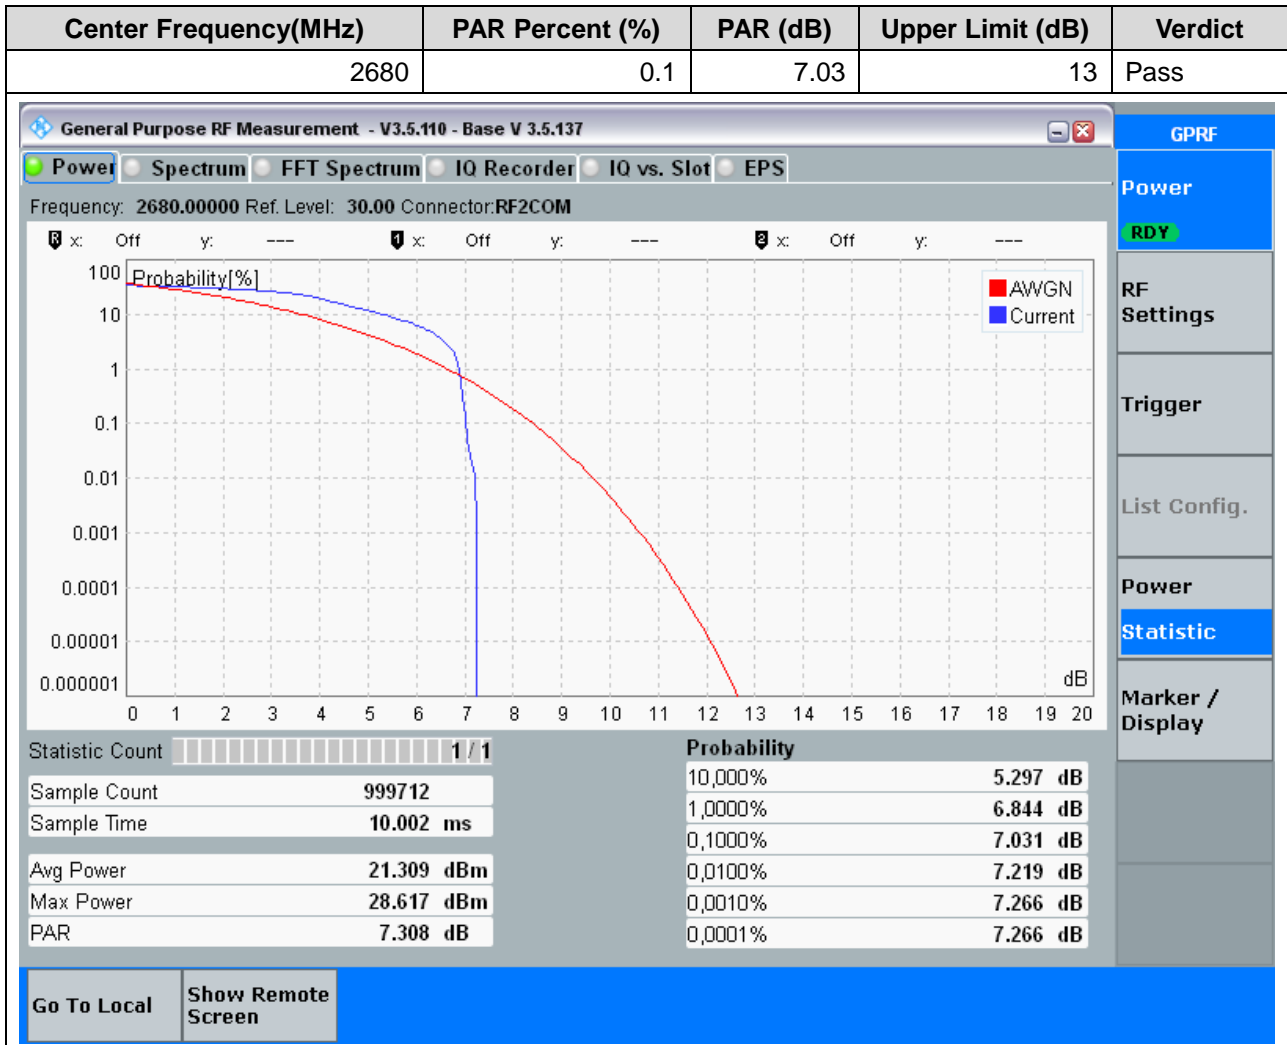 Center Frequency(MHz) PAR Percent (%) PAR (dB) Upper Limit (dB) Verdict
2680 0.1 7.03 13 Pass
General Purpose RF Measurement - V3.5.110 - Base V 3.5.137
GPRF
Power Spectrum FFT Spectrum IQ Recorder IQ vs. Slot EPS
Frequency: 2680.00000 Ref. Level: 30.00 Connector:RF2COM
R x: Off y: --- 1 x: Off y: --- 2 x: Off y: ---
Probability[%]
AWGN
Current
100
10
1
0.1
0.01
0.001
0.0001
0.00001
0.000001
dB
0 1 2 3 4 5 6 7 8 9 10 11 12 13 14 15 16 17 18 19 20
Statistic Count 1 / 1
Sample Count 999712
Sample Time 10.002 ms
Avg Power 21.309 dBm
Max Power 28.617 dBm
PAR 7.308 dB
Probability
10,000% 5.297 dB
1,0000% 6.844 dB
0,1000% 7.031 dB
0,0100% 7.219 dB
0,0010% 7.266 dB
0,0001% 7.266 dB
Power
RDY
RF
Settings
Trigger
List Config.
Power
Statistic
Marker /
Display
Go To Local
Show Remote
Screen